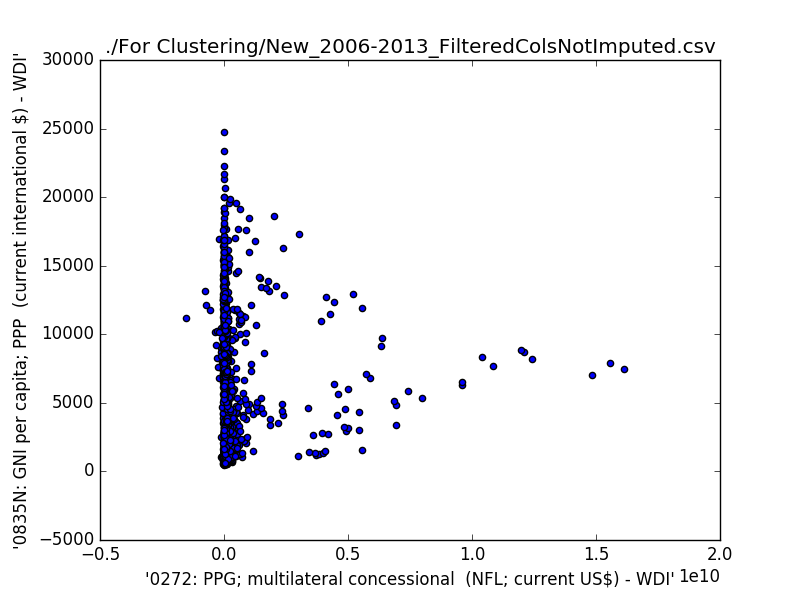 ./For Clustering/New_2006-2013_FilteredColsNotImputed.csv
'0835N: GNI per capita; PPP (current international $) - WDI'
30000
25000
20000
15000
10000
5000
0
−5000
−0.5 0.0 0.5 1.0 1.5 2.0
1e10
'0272: PPG; multilateral concessional (NFL; current US$) - WDI'